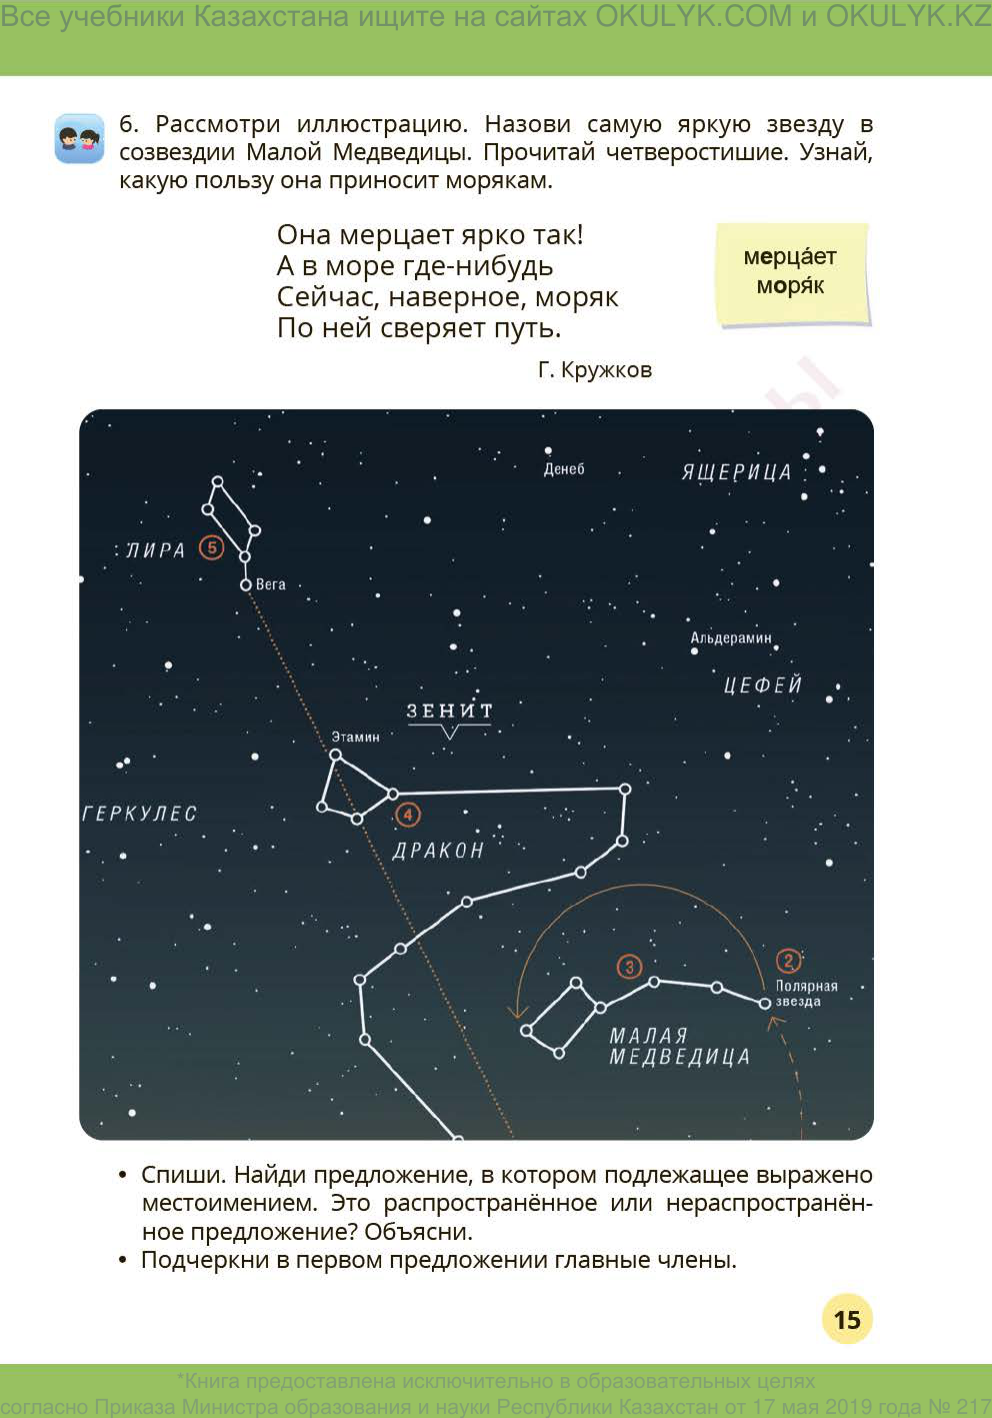 Все учебники Казахстана ищите на сайтах OKULYK.COM и OKULYK.KZ
6. Рассмотри иллюстрацию. Назови самую яркую звезду в
созвездии Малой Медведицы. Прочитай четверостишие. Узнай,
какую пользу она приносит морякам.
Она мерцает ярко так!
А в море где-нибудь
Сейчас, наверное, моряк
По ней сверяет путь.
Г. Кружков
мерца́ет
моря́к
Денеб
ЯЩЕРИЦА
ЛИРА
5
Вега
Альдерамин
ЦЕФЕЙ
ЗЕНИТ
Этамин
ГЕРКУЛЕС
4
ДРАКОН
3
2
Полярная
звезда
МАЛАЯ
МЕДВЕДИЦА
• Спиши. Найди предложение, в котором подлежащее выражено
местоимением. Это распространённое или нераспространён-
ное предложение? Объясни.
• Подчеркни в первом предложении главные члены.
15
*Книга предоставлена исключительно в образовательных целях
согласно Приказа Министра образования и науки Республики Казахстан от 17 мая 2019 года № 217